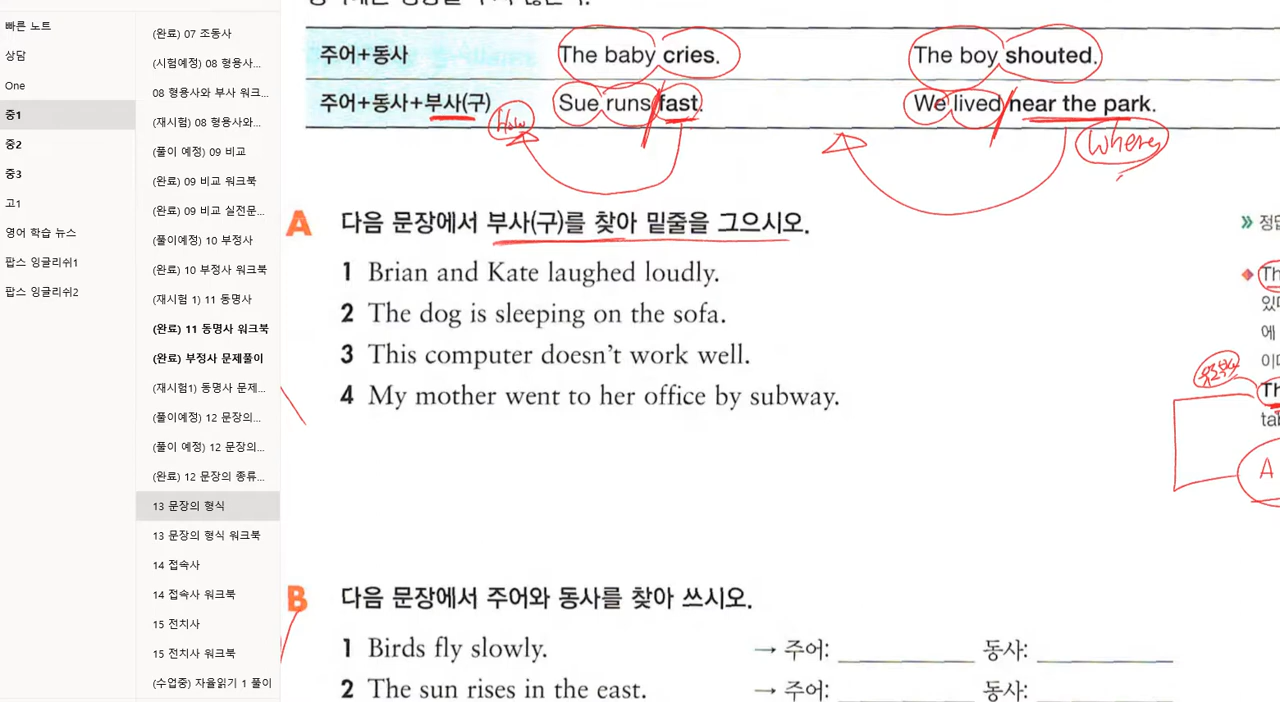 빠른 노트
상담
One
중1
중2
중3
고1
영어 학습 뉴스
팝스 잉글리쉬1
팝스 잉글리쉬2
(완료) 07 조동사
(시험예정) 08 형용사...
08 형용사와 부사 워크...
(재시험) 08 형용사와...
(풀이 예정) 09 비교
(완료) 09 비교 워크북
(완료) 09 비교 실전문...
(풀이예정) 10 부정사
(완료) 10 부정사 워크북
(재시험 1) 11 동명사
(완료) 11 동명사 워크북
(완료) 부정사 문제풀이
(재시험1) 동명사 문제...
(풀이예정) 12 문장의...
(풀이 예정) 12 문장의...
(완료) 12 문장의 종류...
13 문장의 형식
13 문장의 형식 워크북
14 접속사
14 접속사 워크북
15 전치사
15 전치사 워크북
(수업중) 자율읽기 1 풀이
주어+동사 The baby cries. The boy shouted.
주어+동사+부사(구) How Sue runs fast. We lived near the park.
where
A 다음 문장에서 부사(구)를 찾아 밑줄을 그으시오.
1 Brian and Kate laughed loudly.
2 The dog is sleeping on the sofa.
3 This computer doesn't work well.
4 My mother went to her office by subway.
B 다음 문장에서 주어와 동사를 찾아 쓰시오.
1 Birds fly slowly. → 주어: 동사:
2 The sun rises in the east. → 주어: 동사:
» 정답
Th
에
Th
A